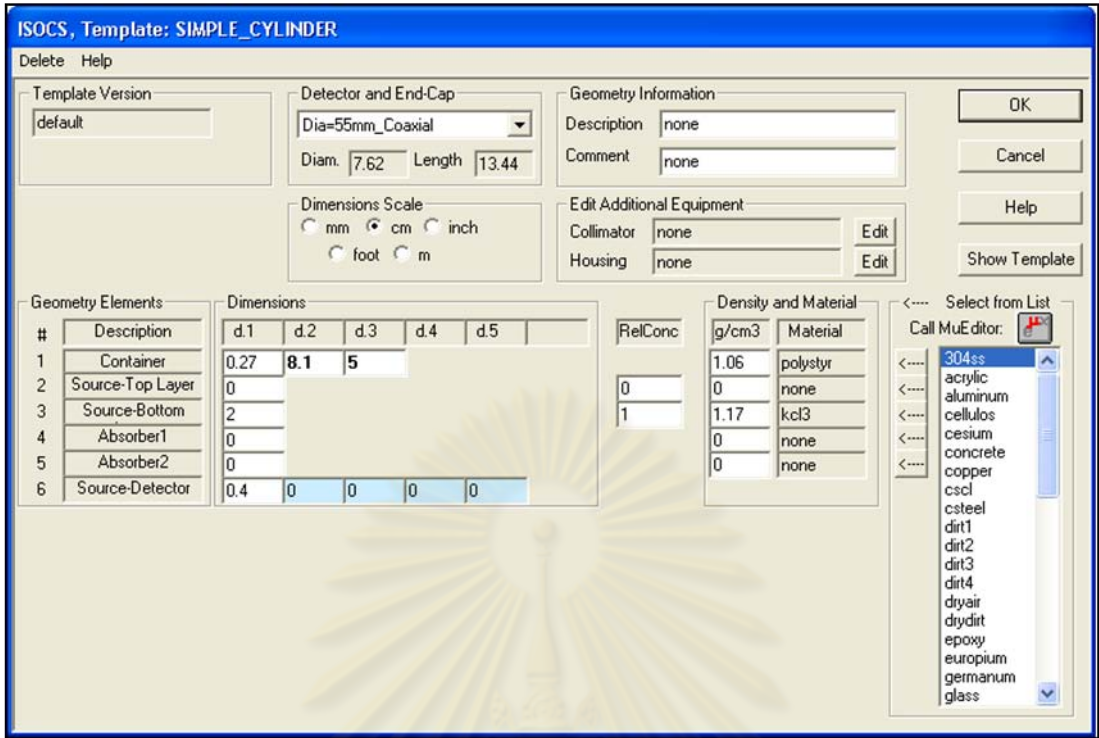 ISOCS, Template: SIMPLE_CYLINDER
Delete Help
Template Version
default
Detector and End-Cap
Dia=55mm_Coaxial
Diam. 7.62 Length 13.44
Geometry Information
Description none
Comment none
OK
Cancel
Help
Show Template
Dimensions Scale
mm cm inch
foot m
Edit Additional Equipment
Collimator none Edit
Housing none Edit
Geometry Elements
Dimensions
Density and Material
<---- Select from List
# Description d.1 d.2 d.3 d.4 d.5 RelConc g/cm3 Material
Call MuEditor:
1 Container 0.27 8.1 5 1.06 polystyr <----
2 Source-Top Layer 0 0 0 none <----
3 Source-Bottom 2 1 1.17 kcl3 <----
4 Absorber1 0 0 none <----
5 Absorber2 0 0 none <----
6 Source-Detector 0.4 0 0 0 0
304ss
acrylic
aluminum
cellulos
cesium
concrete
copper
cscl
csteel
dirt1
dirt2
dirt3
dirt4
dryair
drydirt
epoxy
europium
germanum
glass